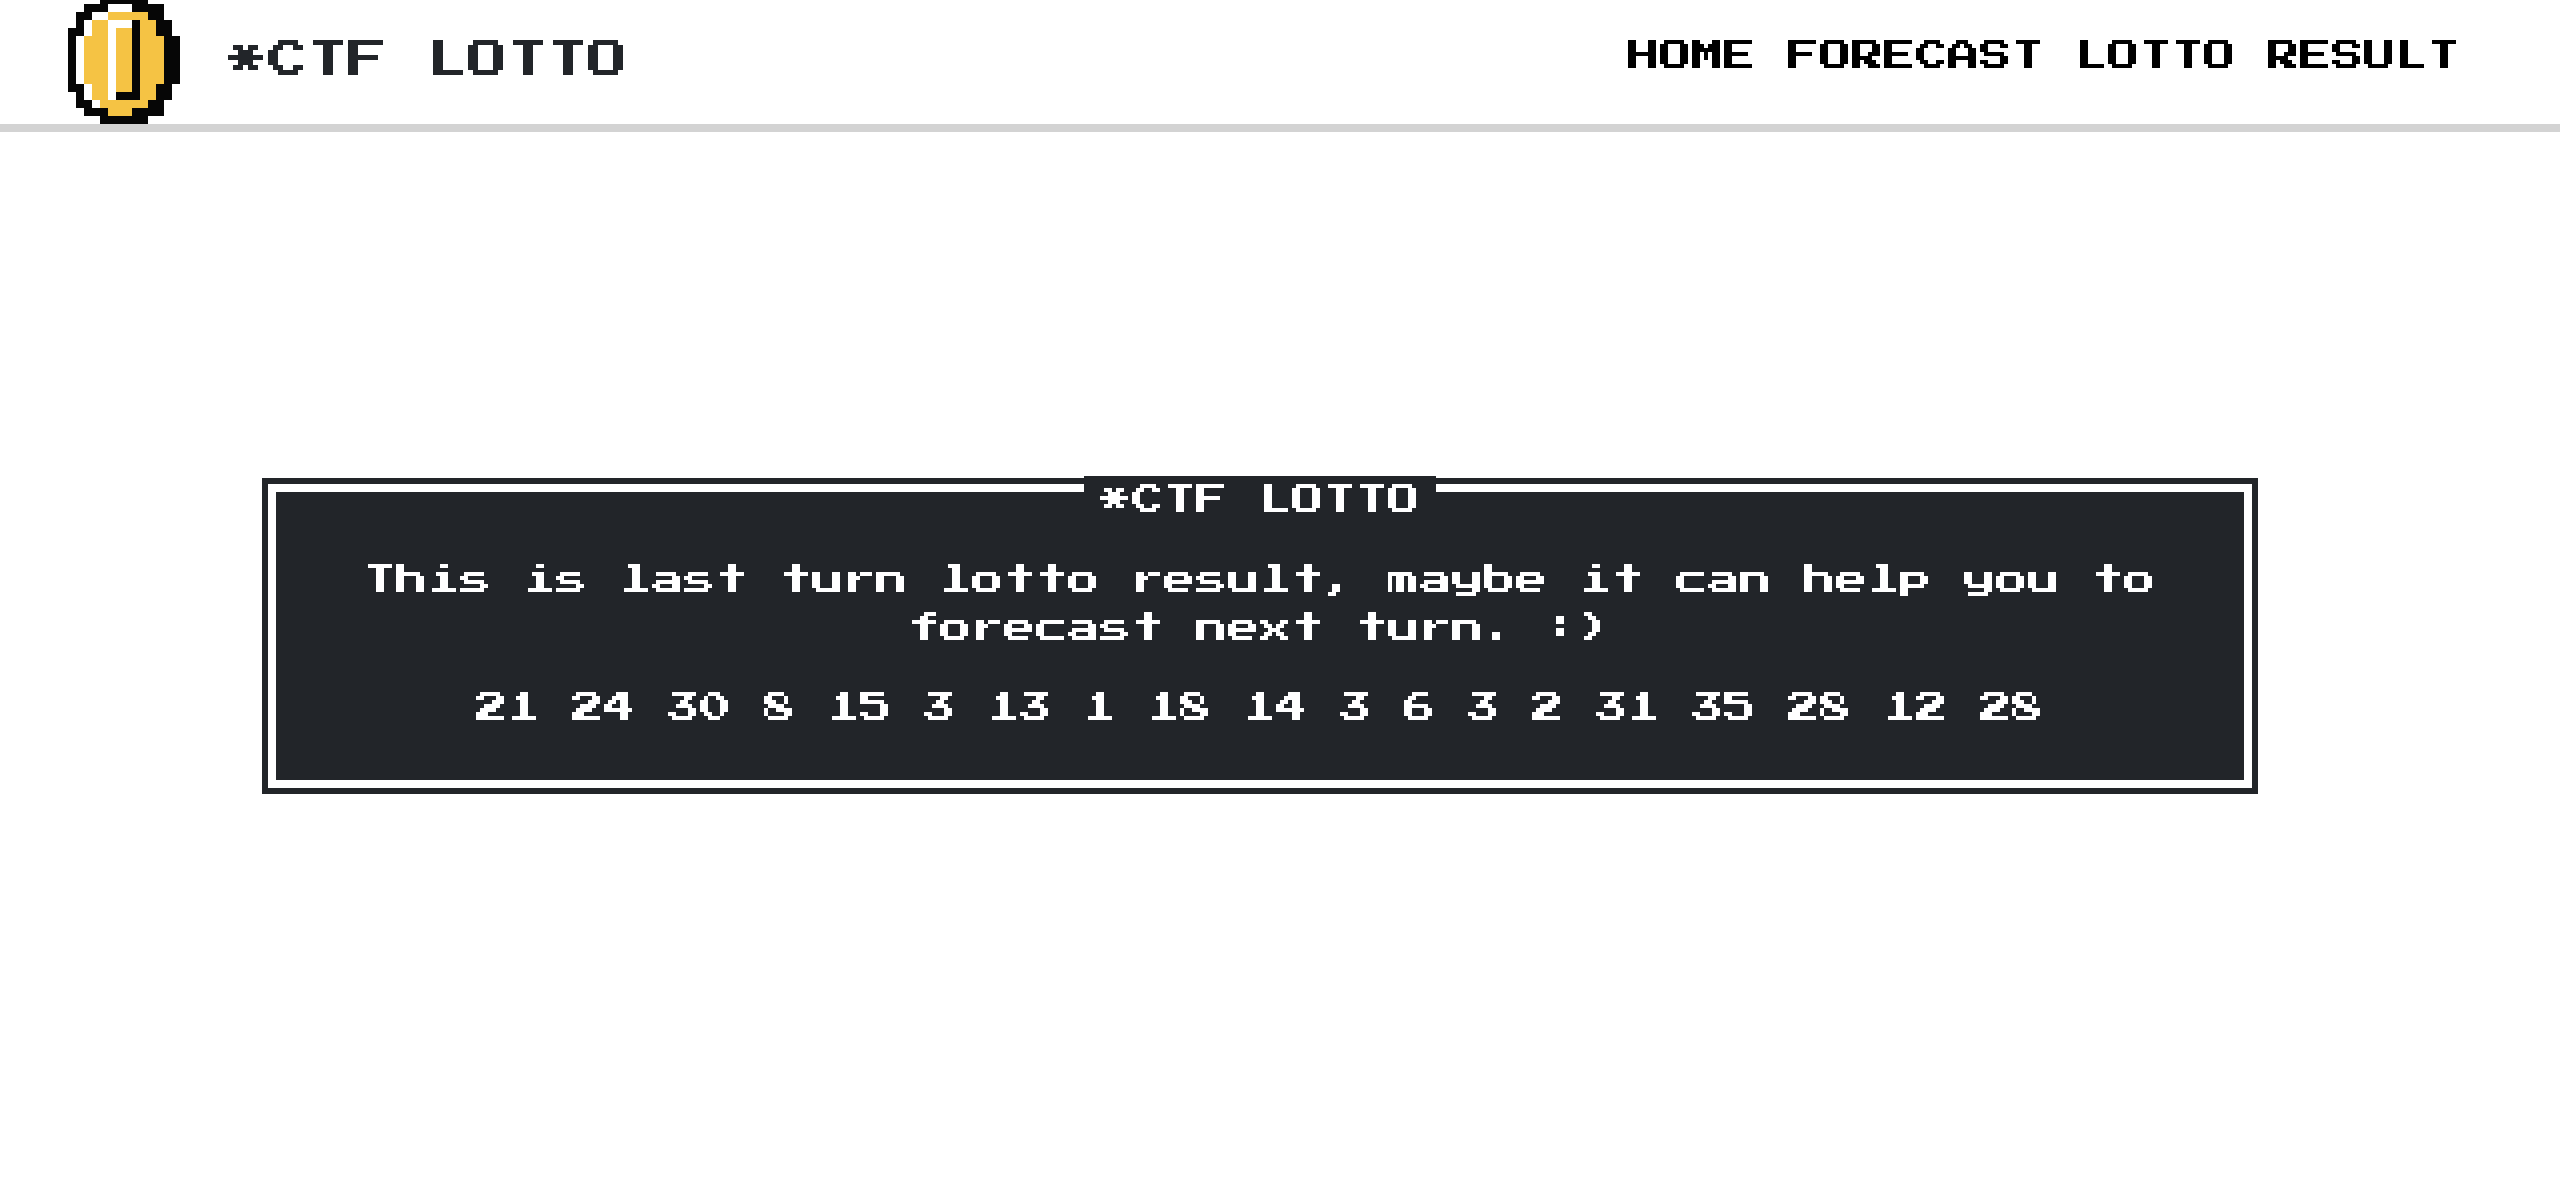 *CTF LOTTO
HOME FORECAST LOTTO RESULT
*CTF LOTTO
This is last turn lotto result, maybe it can help you to
forecast next turn. :)
21 24 30 8 15 3 13 1 18 14 3 6 3 2 31 35 28 12 28